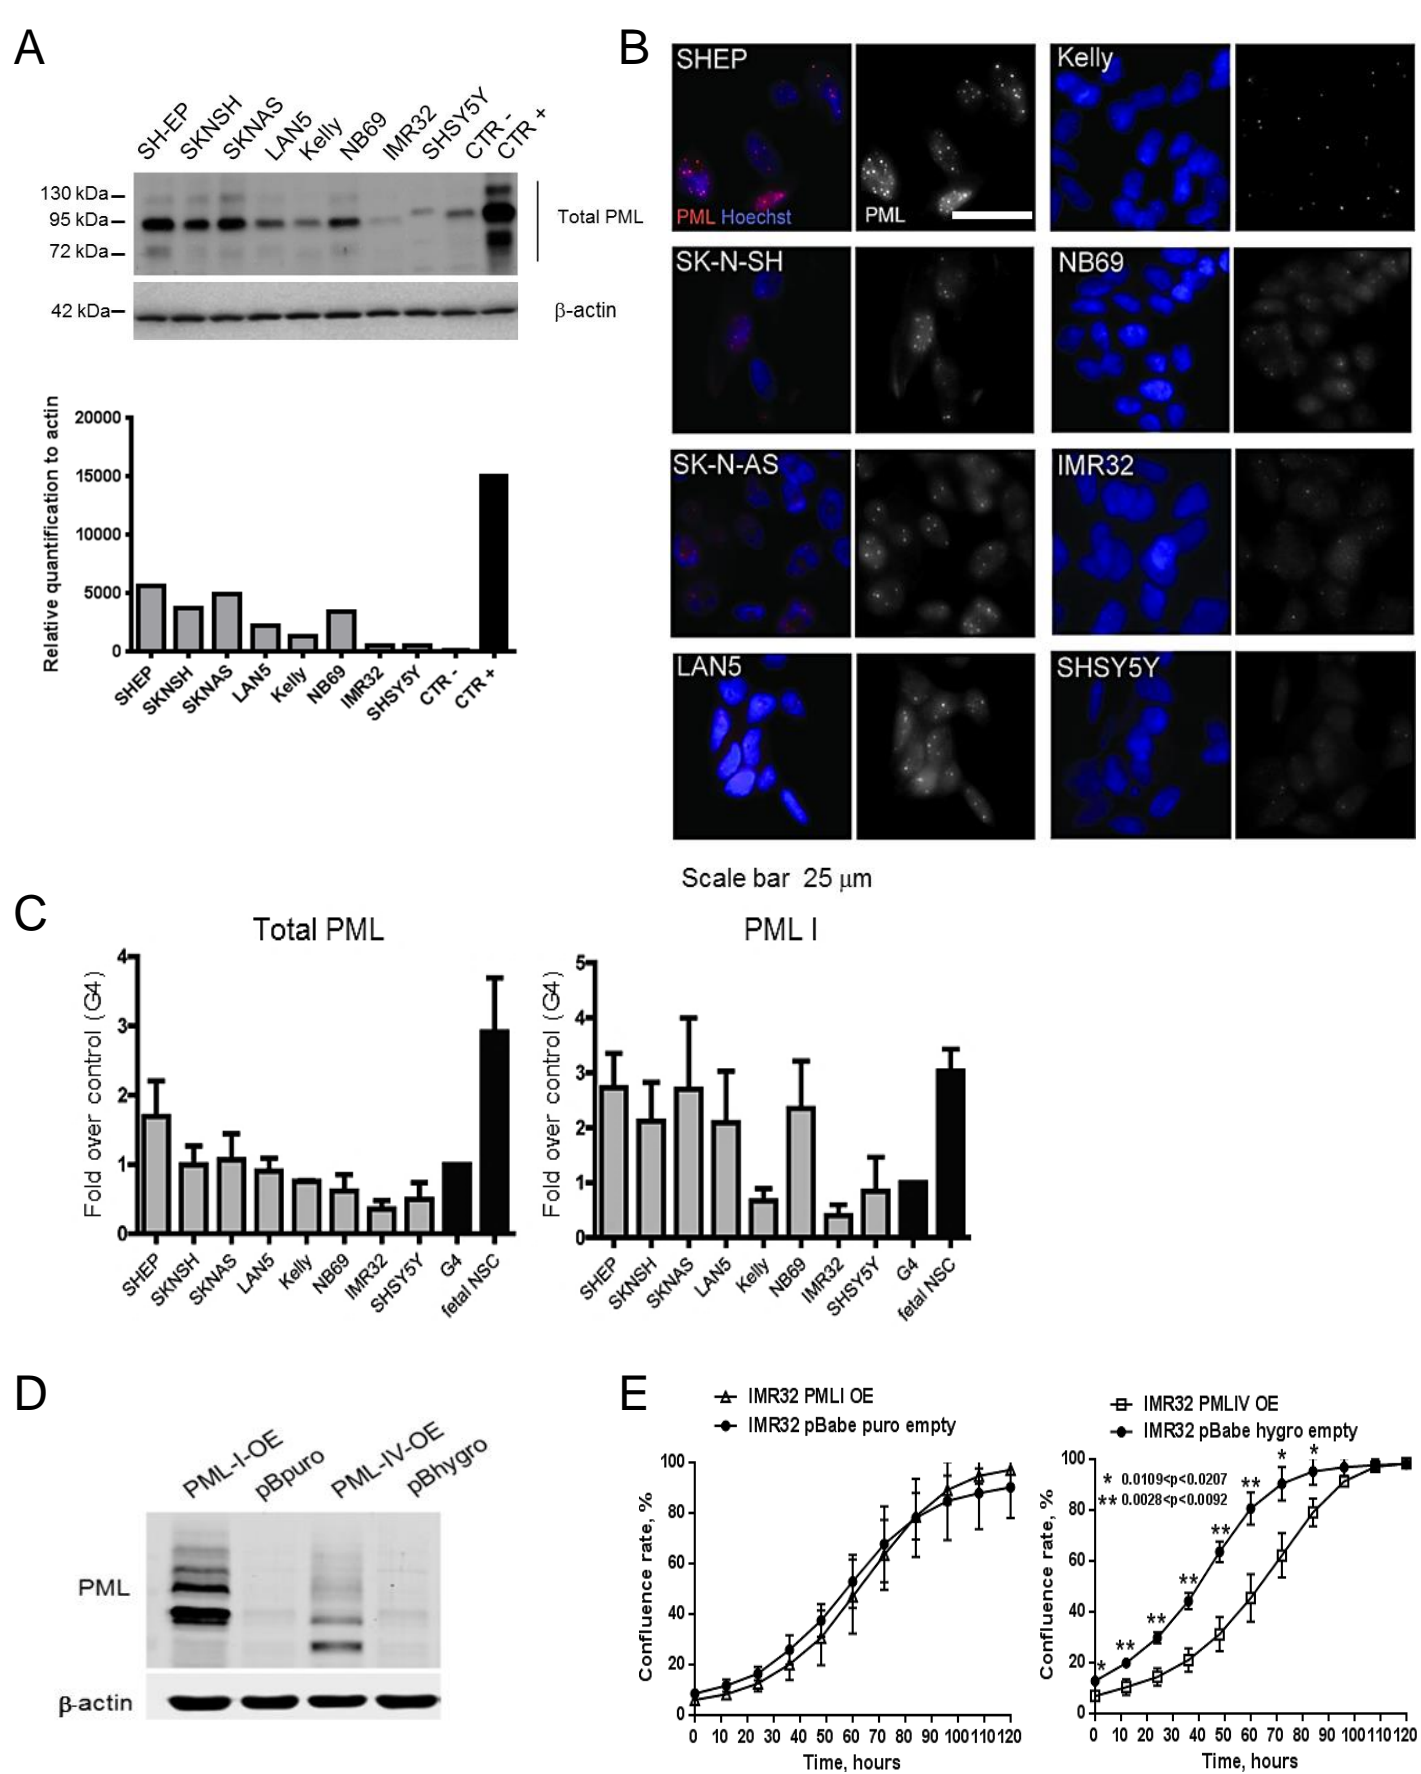 A
SH-EP
SKNSH
SKNAS
LAN5
Kelly
NB69
IMR32
SHSY5Y
CTR -
CTR +
130 kDa
95 kDa
72 kDa
Total PML
42 kDa
β-actin
Relative quantification to actin
20000
15000
10000
5000
0
SHEP
SKNSH
SKNAS
LAN5
Kelly
NB69
IMR32
SHSY5Y
CTR -
CTR +
B
SHEP
PML Hoechst
PML
Kelly
SK-N-SH
NB69
SK-N-AS
IMR32
LAN5
SHSY5Y
Scale bar 25 μm
C
Total PML
Fold over control (G4)
4
3
2
1
0
SHEP
SKNSH
SKNAS
LAN5
Kelly
NB69
IMR32
SHSY5Y
G4
fetal NSC
PML I
Fold over control (G4)
5
4
3
2
1
0
SHEP
SKNSH
SKNAS
LAN5
Kelly
NB69
IMR32
SHSY5Y
G4
fetal NSC
D
PML-I-OE
pBpuro
PML-IV-OE
pBhygro
PML
β-actin
E
IMR32 PMLI OE
IMR32 pBabe puro empty
Confluence rate, %
100
80
60
40
20
0
0 10 20 30 40 50 60 70 80 90 100 110 120
Time, hours
IMR32 PMLIV OE
IMR32 pBabe hygro empty
* 0.0109<p<0.0207
** 0.0028<p<0.0092
Confluence rate, %
100
80
60
40
20
0
* ** ** ** ** ** * *
0 10 20 30 40 50 60 70 80 90 100 110 120
Time, hours